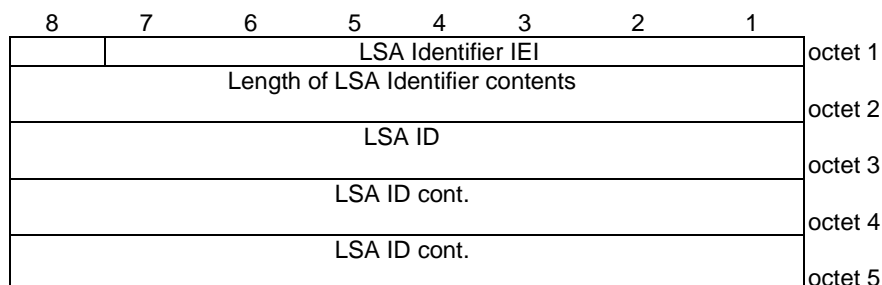 8 7 6 5 4 3 2 1
LSA Identifier IEI octet 1
Length of LSA Identifier contents
octet 2
LSA ID
octet 3
LSA ID cont.
octet 4
LSA ID cont.
octet 5